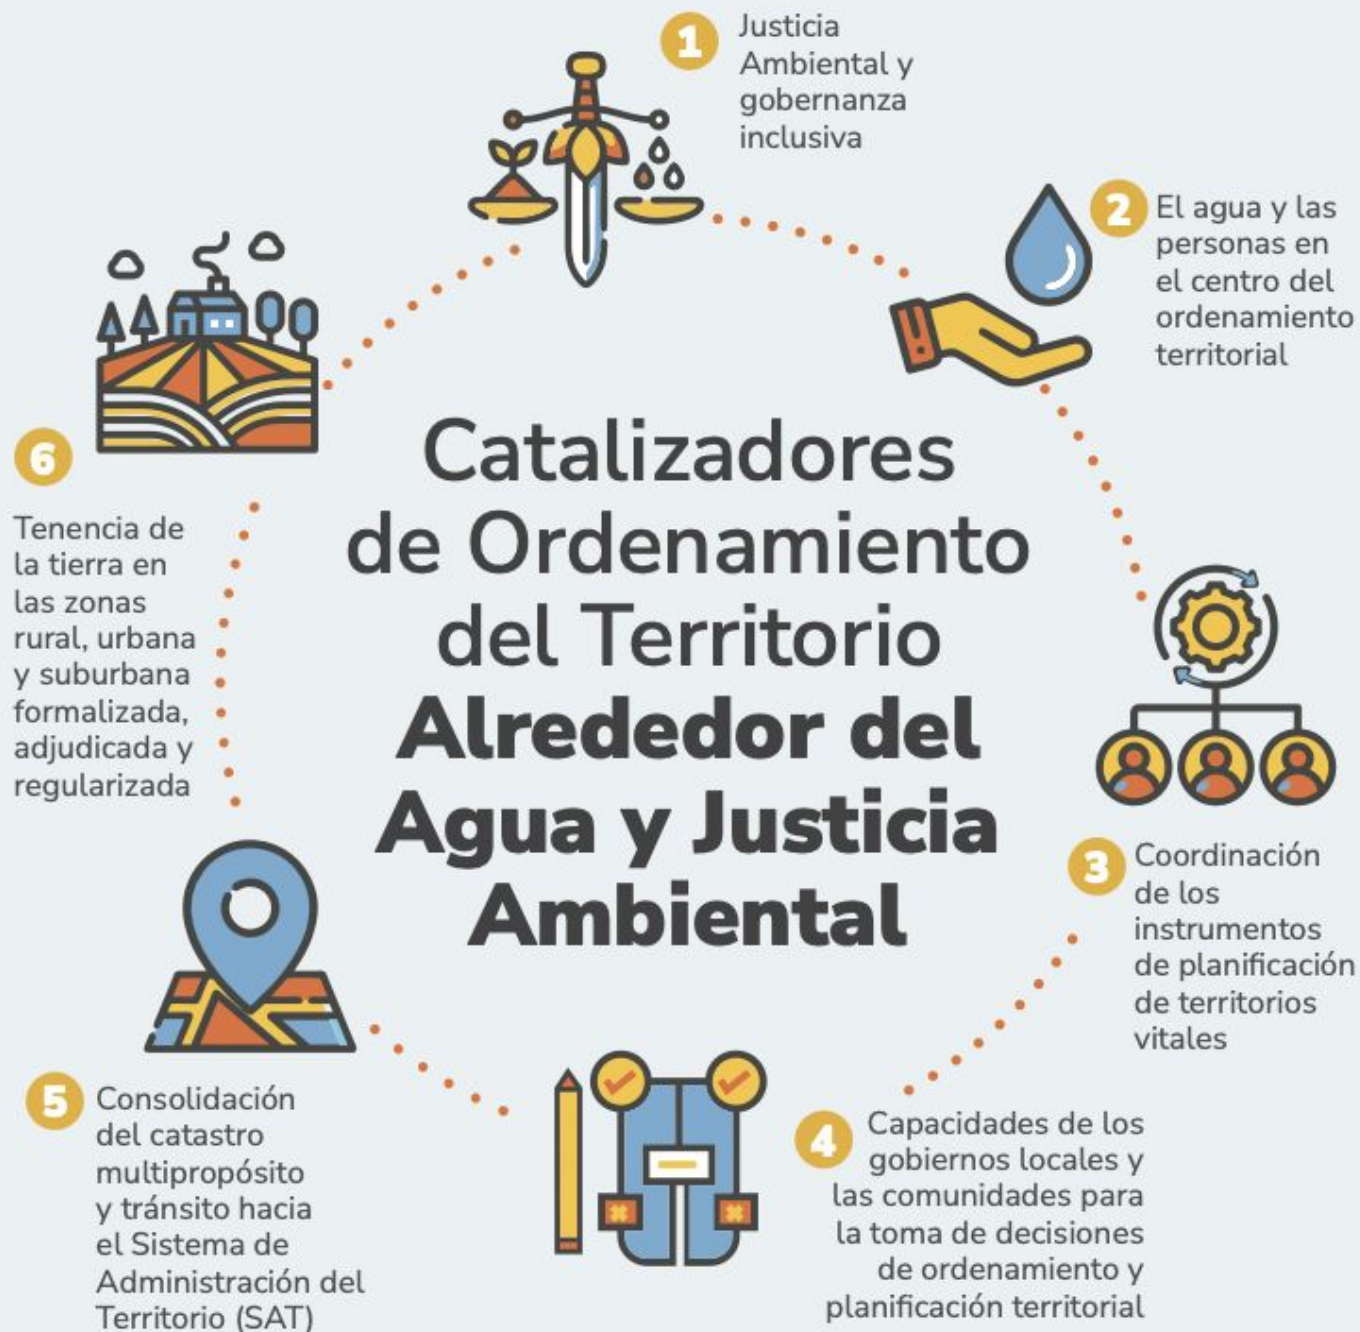 Catalizadores
de Ordenamiento
del Territorio
Alrededor del
Agua y Justicia
Ambiental
1
Justicia
Ambiental y
gobernanza
inclusiva
2
El agua y las
personas en
el centro del
ordenamiento
territorial
3
Coordinación
de los
instrumentos
de planificación
de territorios
vitales
4
Capacidades de los
gobiernos locales y
las comunidades para
la toma de decisiones
de ordenamiento y
planificación territorial
5
Consolidación
del catastro
multipropósito
y tránsito hacia
el Sistema de
Administración del
Territorio (SAT)
6
Tenencia de
la tierra en
las zonas
rural, urbana
y suburbana
formalizada,
adjudicada y
regularizada